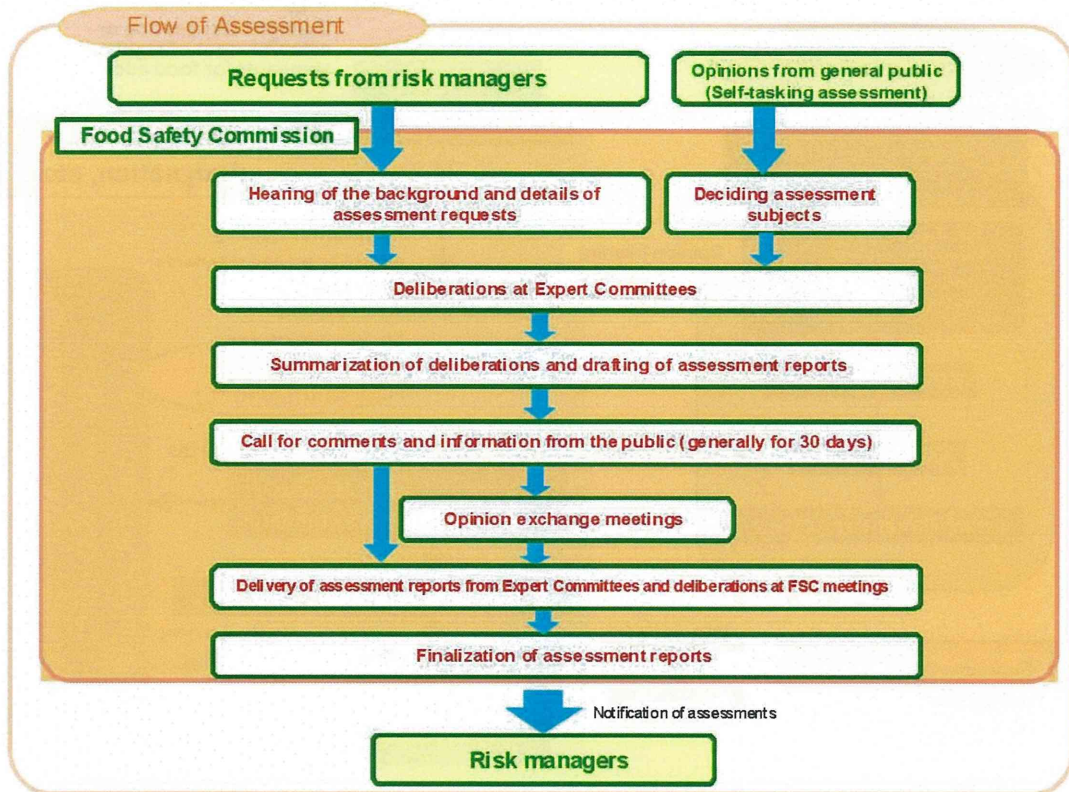 Flow of Assessment
Requests from risk managers
Opinions from general public
(Self-tasking assessment)
Food Safety Commission
Hearing of the background and details of
assessment requests
Deciding assessment
subjects
Deliberations at Expert Committees
Summarization of deliberations and drafting of assessment reports
Call for comments and information from the public (generally for 30 days)
Opinion exchange meetings
Delivery of assessment reports from Expert Committees and deliberations at FSC meetings
Finalization of assessment reports
Notification of assessments
Risk managers